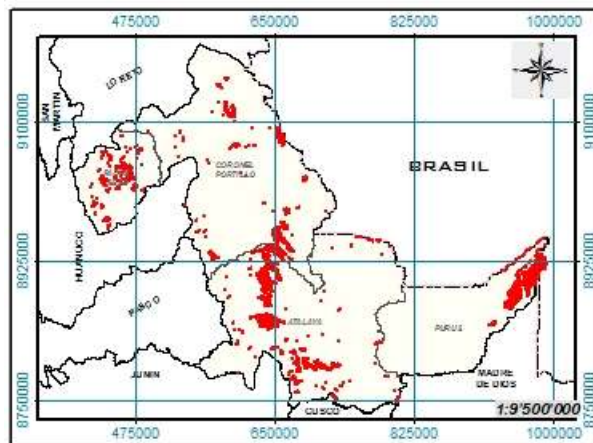 475000 650000 825000 1000000
LORETO
SAN MARTIN
9100000 9100000
CORONEL PORTILLAO
BRASIL
HUANUCO
8925000 8925000
PASCO
ATALAYA
PURUS
JUNIN
MADRE DE DIOS
8750000 8750000
CUSCO
1:9'500'000
475000 650000 825000 1000000